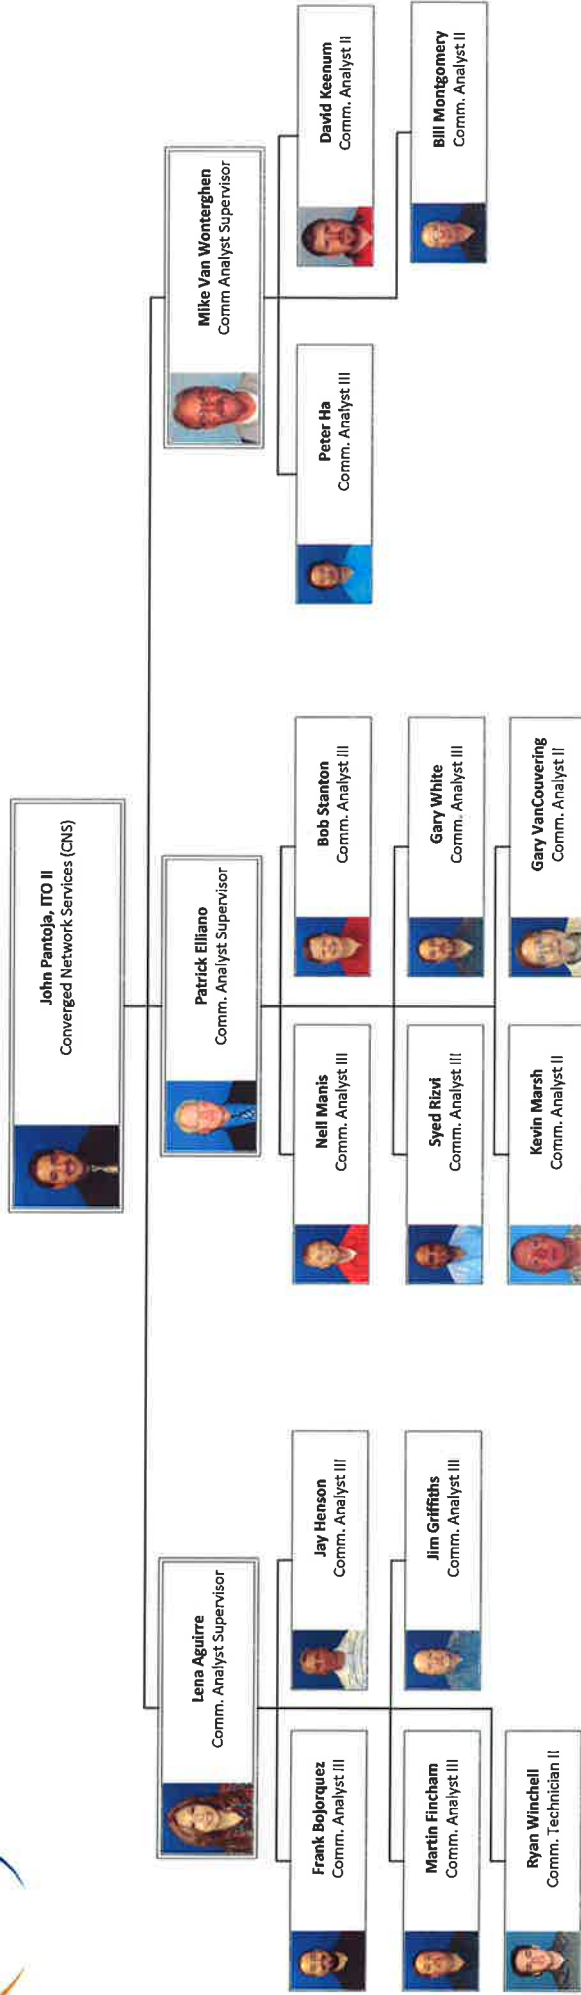 John Pantoja, ITO II
Converged Network Services (CNS)
Lena Aguirre
Comm. Analyst Supervisor
Frank Bojorquez
Comm. Analyst III
Jay Henson
Comm. Analyst III
Martin Fincham
Comm. Analyst III
Jim Griffiths
Comm. Analyst III
Ryan Winchell
Comm. Technician II
Patrick Elliano
Comm. Analyst Supervisor
Neil Manis
Comm. Analyst III
Bob Stanton
Comm. Analyst III
Syed Rizvi
Comm. Analyst III
Gary White
Comm. Analyst III
Kevin Marsh
Comm. Analyst II
Gary VanCouvering
Comm. Analyst II
Mike Van Wonterghen
Comm Analyst Supervisor
Peter Ha
Comm. Analyst III
David Keenum
Comm. Analyst II
Bill Montgomery
Comm. Analyst II